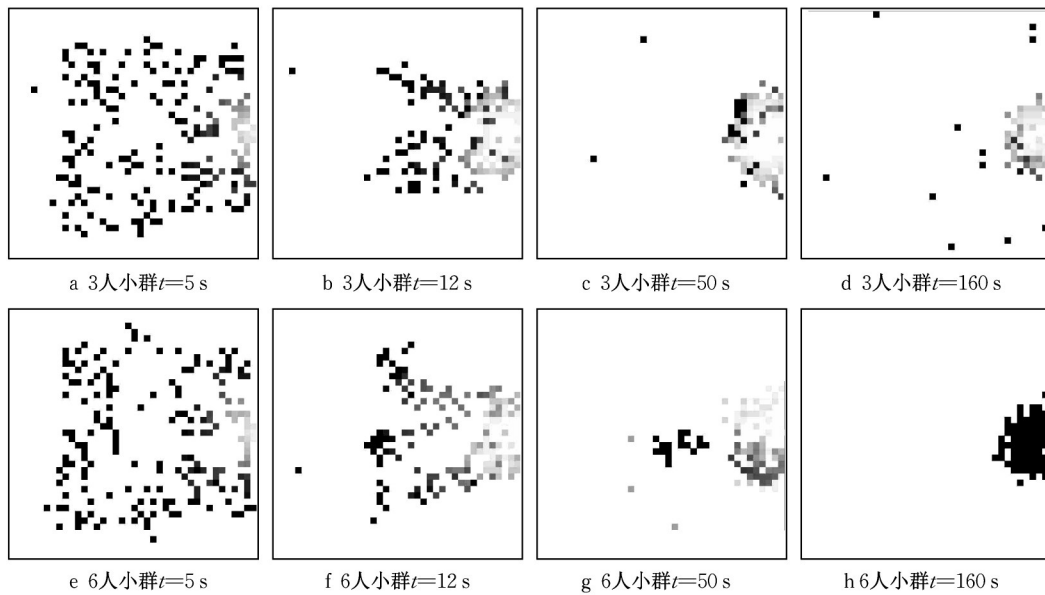 a 3人小群t=5 s
b 3人小群t=12 s
c 3人小群t=50 s
d 3人小群t=160 s
e 6人小群t=5 s
f 6人小群t=12 s
g 6人小群t=50 s
h 6人小群t=160 s